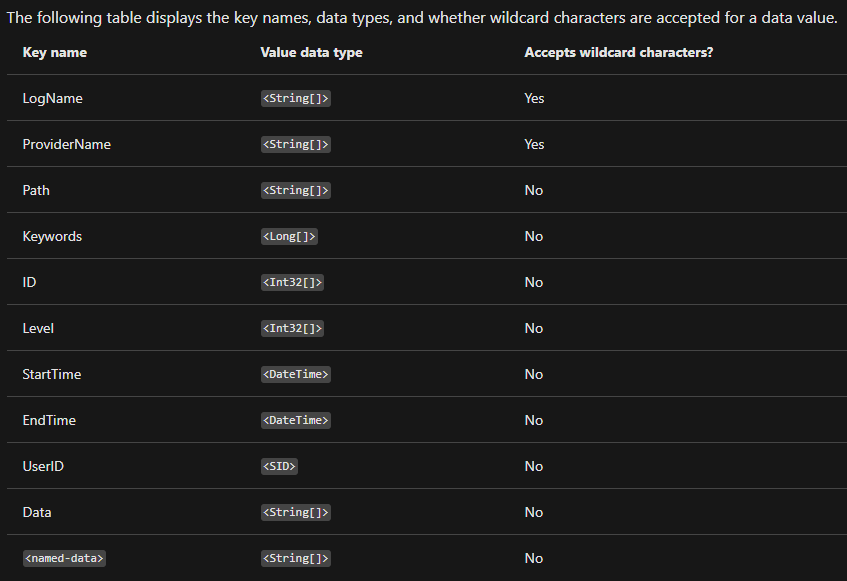 The following table displays the key names, data types, and whether wildcard characters are accepted for a data value.
Key name Value data type Accepts wildcard characters?
LogName <String[]> Yes
ProviderName <String[]> Yes
Path <String[]> No
Keywords <Long[]> No
ID <Int32[]> No
Level <Int32[]> No
StartTime <DateTime> No
EndTime <DateTime> No
UserID <SID> No
Data <String[]> No
<named-data> <String[]> No